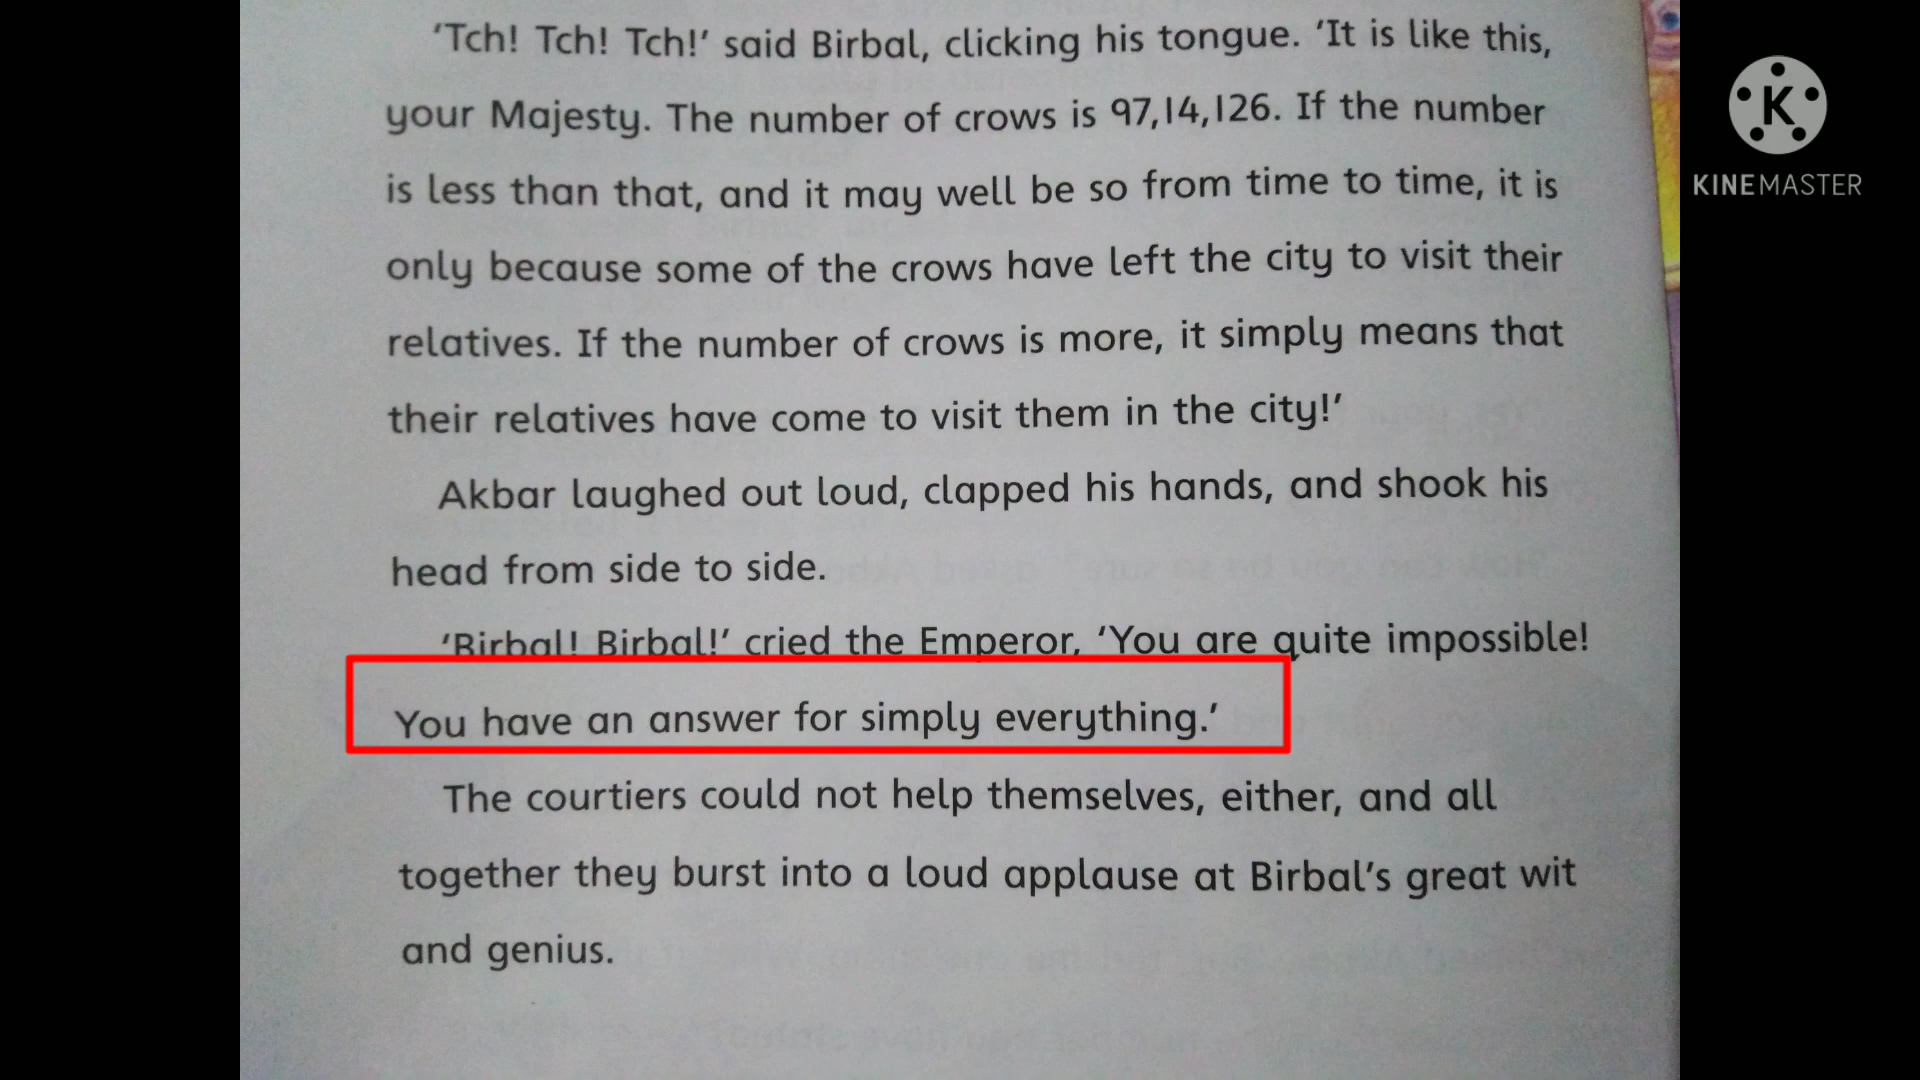 'Tch! Tch! Tch!' said Birbal, clicking his tongue. 'It is like this,
your Majesty. The number of crows is 97,14,126. If the number
is less than that, and it may well be so from time to time, it is
only because some of the crows have left the city to visit their
relatives. If the number of crows is more, it simply means that
their relatives have come to visit them in the city!'
Akbar laughed out loud, clapped his hands, and shook his
head from side to side.
'Birbal! Birbal!' cried the Emperor, 'You are quite impossible!
You have an answer for simply everything.'
The courtiers could not help themselves, either, and all
together they burst into a loud applause at Birbal's great wit
and genius.
K
KINEMASTER